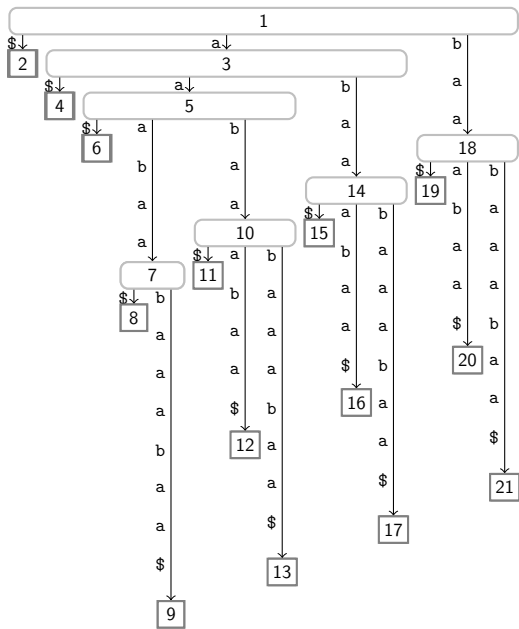 1
$ a b
2 3
$ a b a
4 5
$ a b a a
6 18
b a a $ a b
14 19
a a b a
$ a b
10 15
a a a a a
$ a b
7 11
b a a a a a
$ b
8
a a a a a $ b
20
a a a $ b a
16
a $ b a a
12
b a a $
21
a a $
17
a $
13
$
9